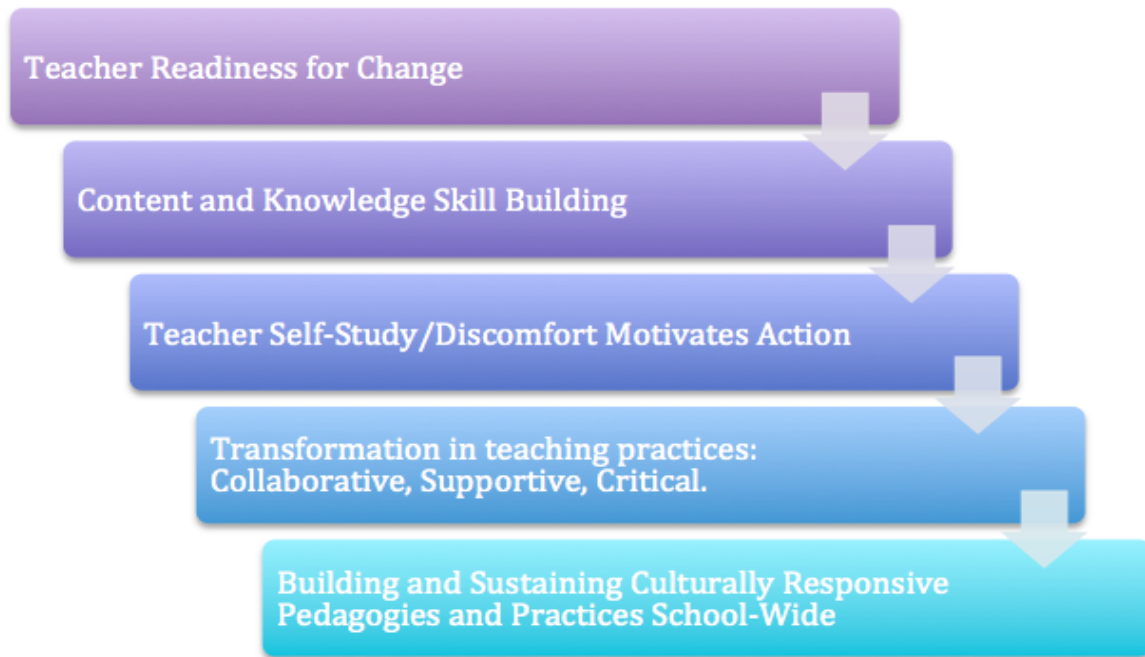 Teacher Readiness for Change
Content and Knowledge Skill Building
Teacher Self-Study/Discomfort Motivates Action
Transformation in teaching practices:
Collaborative, Supportive, Critical.
Building and Sustaining Culturally Responsive
Pedagogies and Practices School-Wide